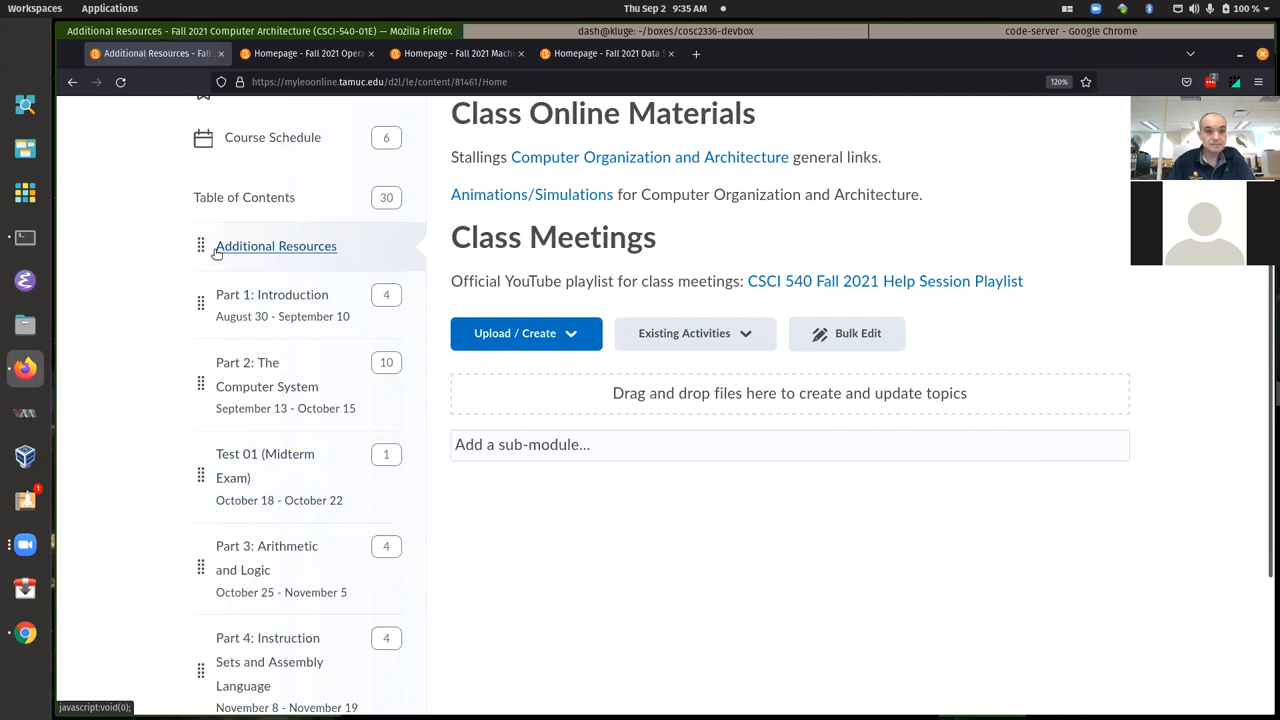 Workspaces Applications Thu Sep 2 9:35 AM 100 %
Additional Resources - Fall 2021 Computer Architecture (CSCI-540-01E) — Mozilla Firefox dash@kluge: ~/boxes/cosc2336-devbox code-server - Google Chrome
Additional Resources - Fall Homepage - Fall 2021 Opera Homepage - Fall 2021 Machi Homepage - Fall 2021 Data S
https://myleoonline.tamuc.edu/d2l/le/content/81461/Home 120% 2
Class Online Materials
Course Schedule 6
Stallings Computer Organization and Architecture general links.
Table of Contents 30
Animations/Simulations for Computer Organization and Architecture.
Additional Resources
Class Meetings
Official YouTube playlist for class meetings: CSCI 540 Fall 2021 Help Session Playlist
Part 1: Introduction 4
August 30 - September 10
Upload / Create Existing Activities Bulk Edit
Part 2: The 10
Computer System
September 13 - October 15
Drag and drop files here to create and update topics
Add a sub-module...
Test 01 (Midterm 1
Exam)
October 18 - October 22
1
Part 3: Arithmetic 4
and Logic
October 25 - November 5
Part 4: Instruction 4
Sets and Assembly
Language
November 8 - November 19
javascript:void(0);